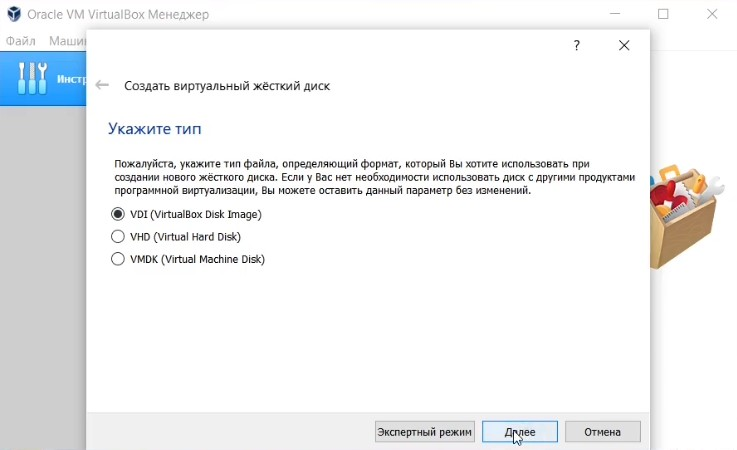 Oracle VM VirtualBox Менеджер
Файл
?
Создать виртуальный жёсткий диск
Укажите тип
Пожалуйста, укажите тип файла, определяющий формат, который Вы хотите использовать при
создании нового жёсткого диска. Если у Вас нет необходимости использовать диск с другими продуктами
программной виртуализации, Вы можете оставить данный параметр без изменений.
VDI (VirtualBox Disk Image)
VHD (Virtual Hard Disk)
VMDK (Virtual Machine Disk)
Экспертный режим Далее Отмена